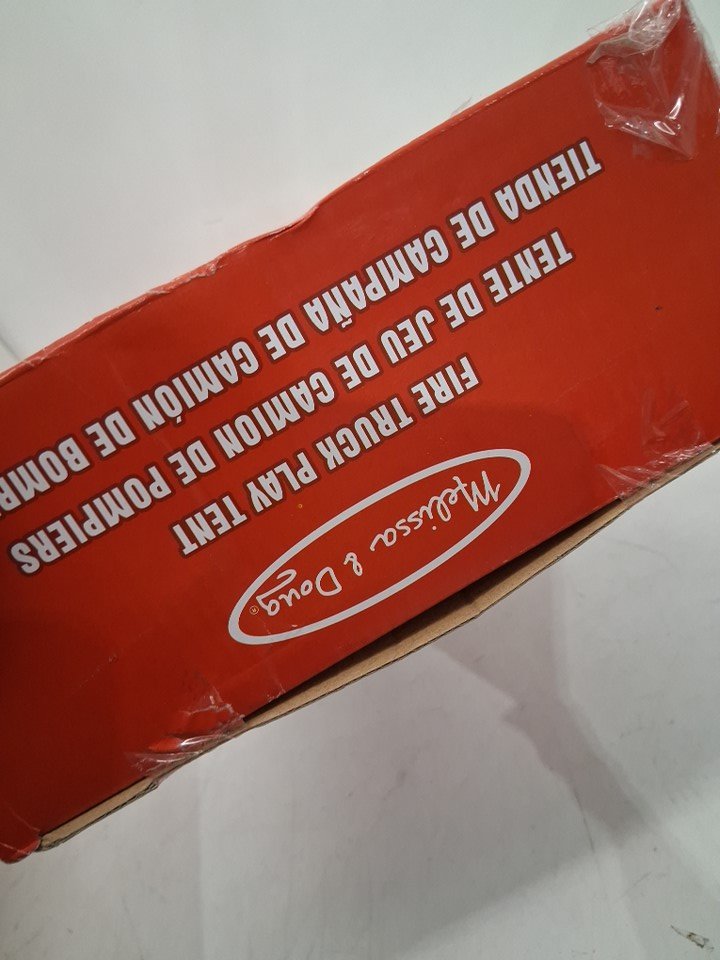 Melissa & Doug®
FIRE TRUCK PLAY TENT
TENTE DE JEU DE CAMION DE POMPIERS
TIENDA DE CAMPAÑA DE CAMIÓN DE